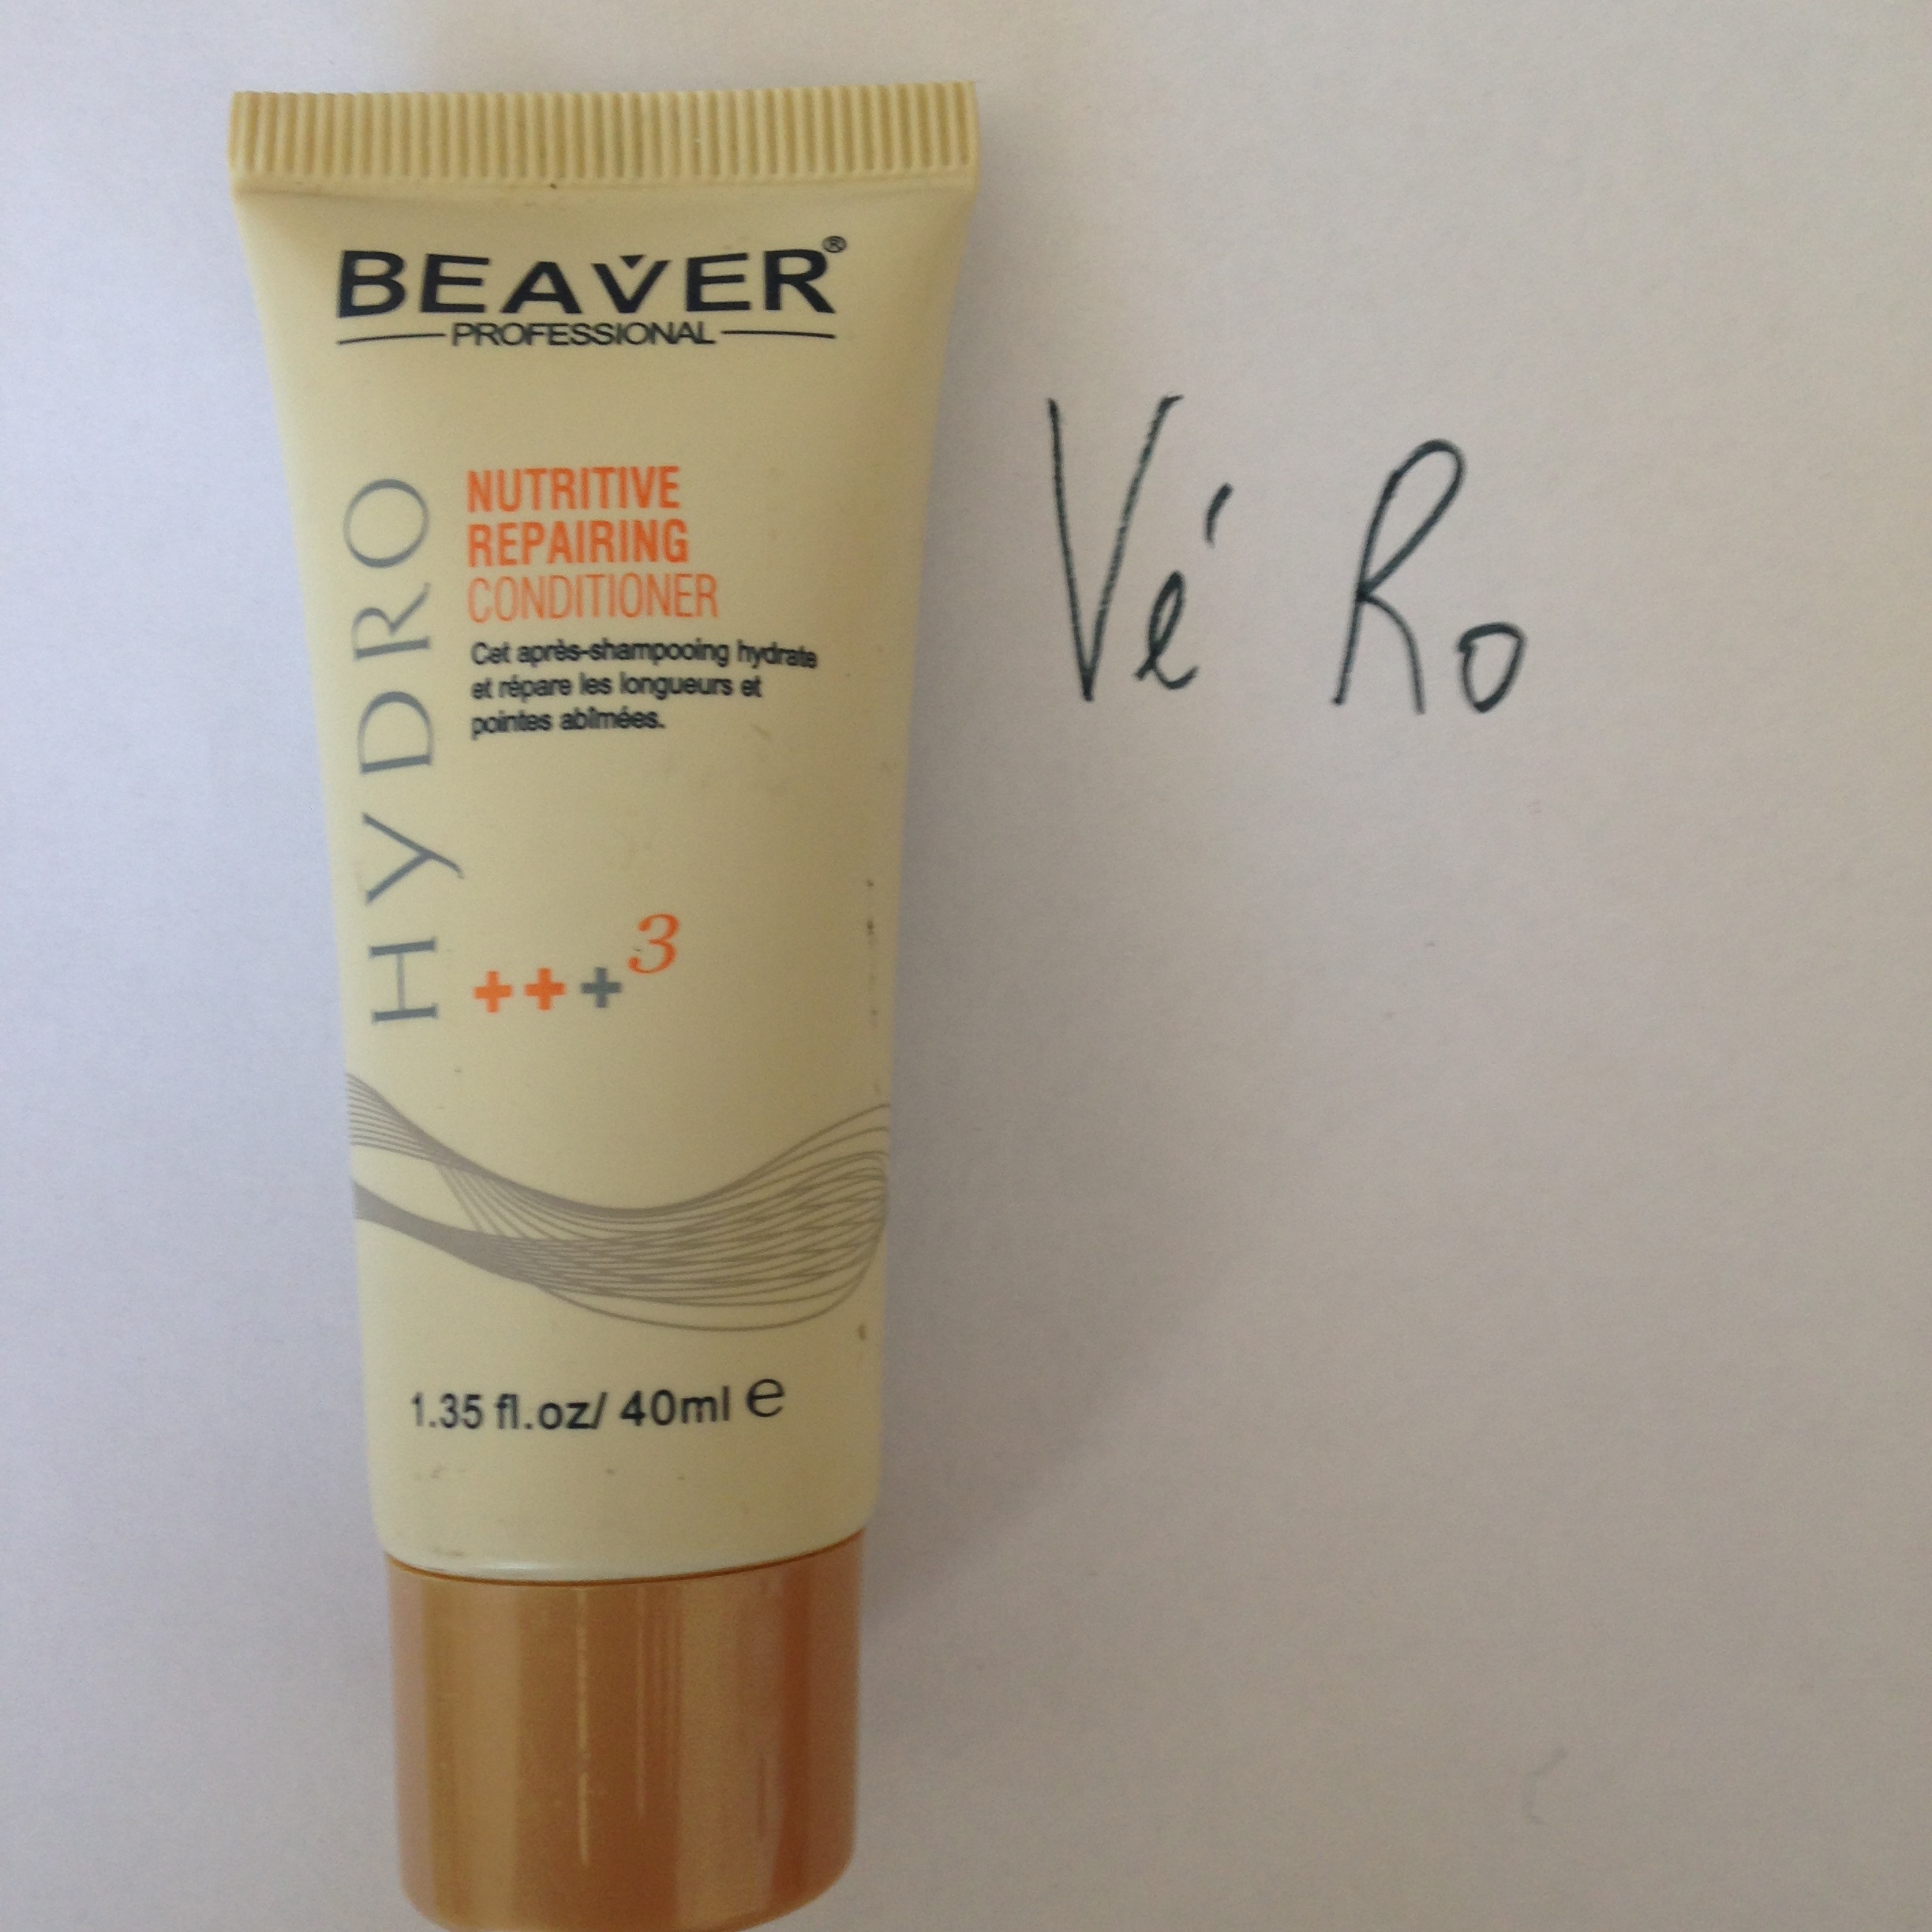 BEAVER®
PROFESSIONAL
HYDRO
NUTRITIVE
REPAIRING
CONDITIONER
Cet après-shampooing hydrate
et répare les longueurs et
pointes abîmées.
+++3
1.35 fl.oz/ 40ml e
Vé Ro